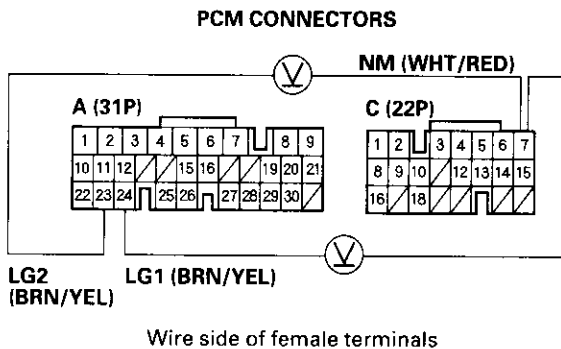 PCM CONNECTORS
NM (WHT/RED)
A (31P)
C (22P)
1 2 3 4 5 6 7 8 9
10 11 12 15 16 19 20 21
22 23 24 25 26 27 28 29 30
1 2 3 4 5 6 7
8 9 10 12 13 14 15
16 18
LG2
(BRN/YEL)
LG1 (BRN/YEL)
V
V
Wire side of female terminals